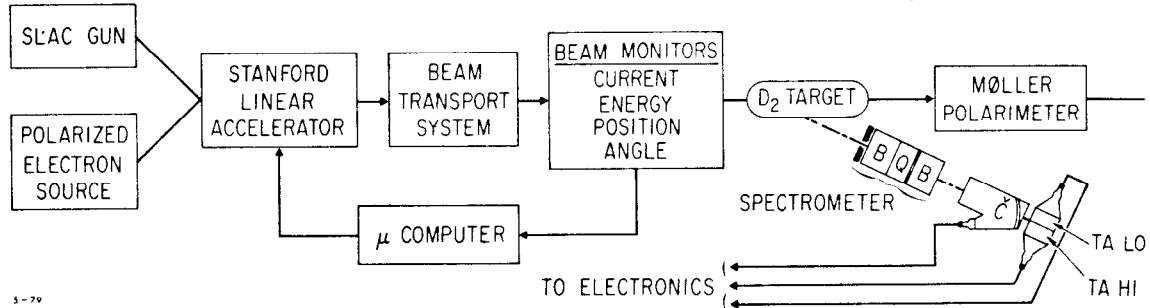 SLAC GUN
POLARIZED
ELECTRON
SOURCE
STANFORD
LINEAR
ACCELERATOR
BEAM
TRANSPORT
SYSTEM
BEAM MONITORS
CURRENT
ENERGY
POSITION
ANGLE
D2 TARGET
MØLLER
POLARIMETER
B Q B
SPECTROMETER
Č
TA LO
TA HI
μ COMPUTER
TO ELECTRONICS
5-79